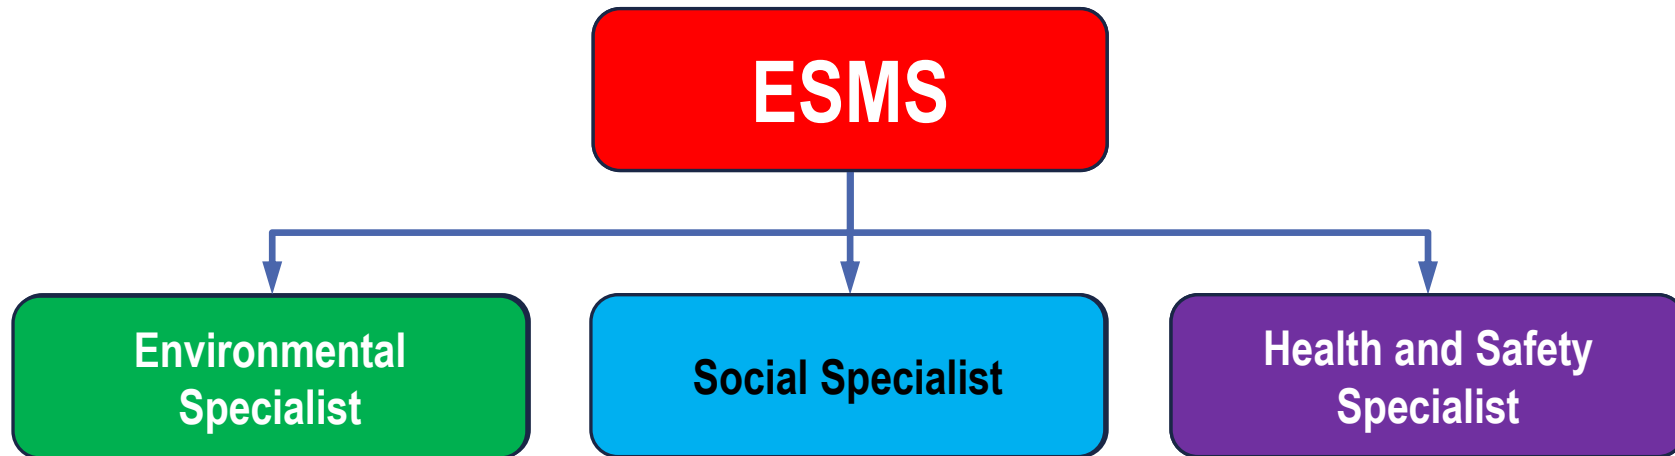 ESMS
Environmental
Specialist
Social Specialist
Health and Safety
Specialist